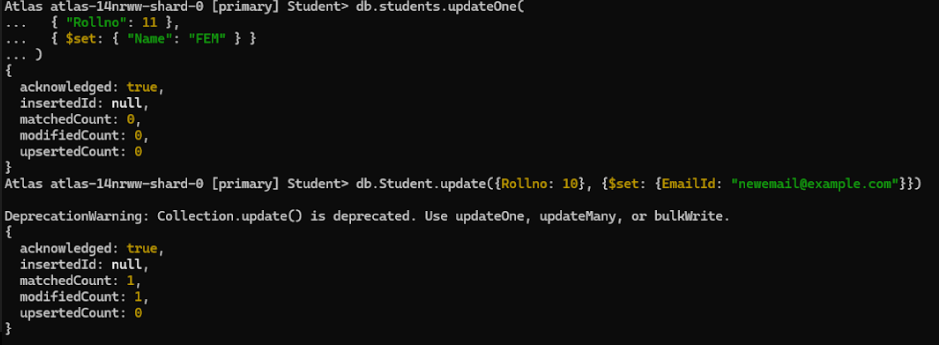 Atlas atlas-14nrww-shard-0 [primary] Student> db.students.updateOne(
...   { "Rollno": 11 },
...   { $set: { "Name": "FEM" } }
... )
{
  acknowledged: true,
  insertedId: null,
  matchedCount: 0,
  modifiedCount: 0,
  upsertedCount: 0
}
Atlas atlas-14nrww-shard-0 [primary] Student> db.Student.update({Rollno: 10}, {$set: {EmailId: "newemail@example.com"}})
DeprecationWarning: Collection.update() is deprecated. Use updateOne, updateMany, or bulkWrite.
{
  acknowledged: true,
  insertedId: null,
  matchedCount: 1,
  modifiedCount: 1,
  upsertedCount: 0
}